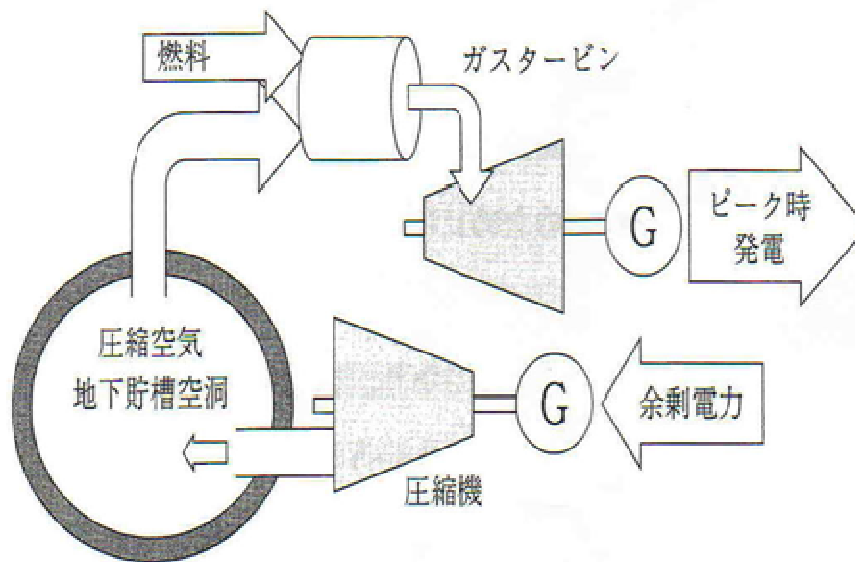 燃料
ガスタービン
G
ピーク時
発電
圧縮空気
地下貯槽空洞
G
余剰電力
圧縮機